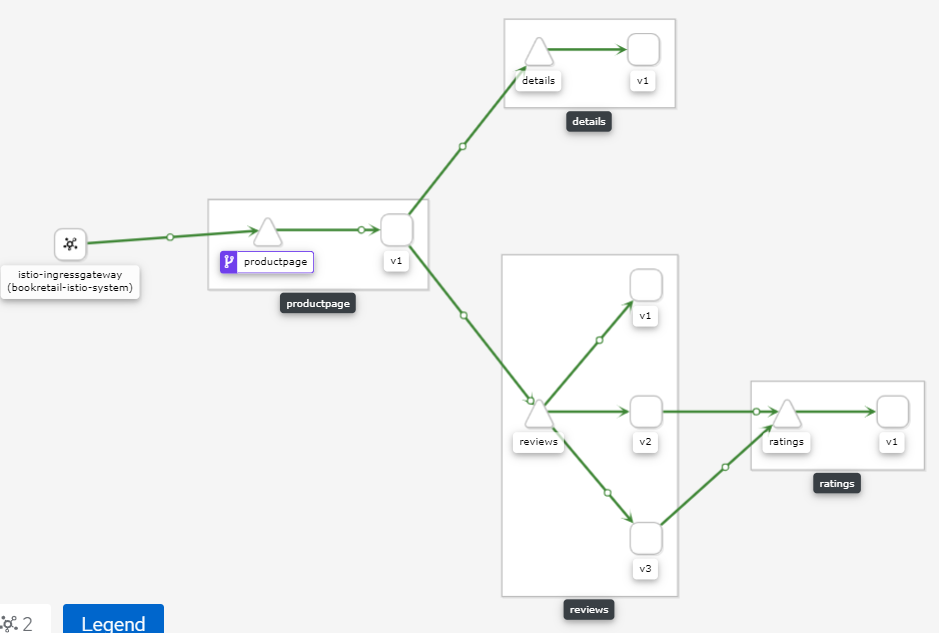 details
v1
details
productpage
v1
istio-ingressgateway
(bookretail-istio-system)
productpage
v1
reviews
v2
ratings
v1
ratings
v3
reviews
2
Legend